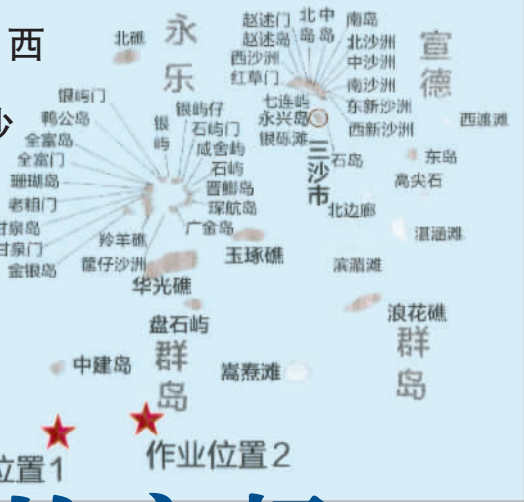 西
沙
永乐
宣德
北礁
赵述门
赵述岛
西沙洲
红草门
北岛
中岛
南岛
北沙洲
中沙洲
南沙洲
东新沙洲
西新沙洲
七连屿
永兴岛
银砾滩
三沙市
石岛
西渡滩
东岛
高尖石
北边廊
湛涵滩
滨湄滩
浪花礁
银屿门
鸭公岛
全富岛
全富门
珊瑚岛
老粗门
甘泉岛
甘泉门
金银岛
银屿
银屿仔
石屿门
咸舍屿
石屿
晋卿岛
琛航岛
广金岛
羚羊礁
筐仔沙洲
玉琢礁
华光礁
盘石屿
群岛
群岛
中建岛
嵩焘滩
位置1
作业位置2